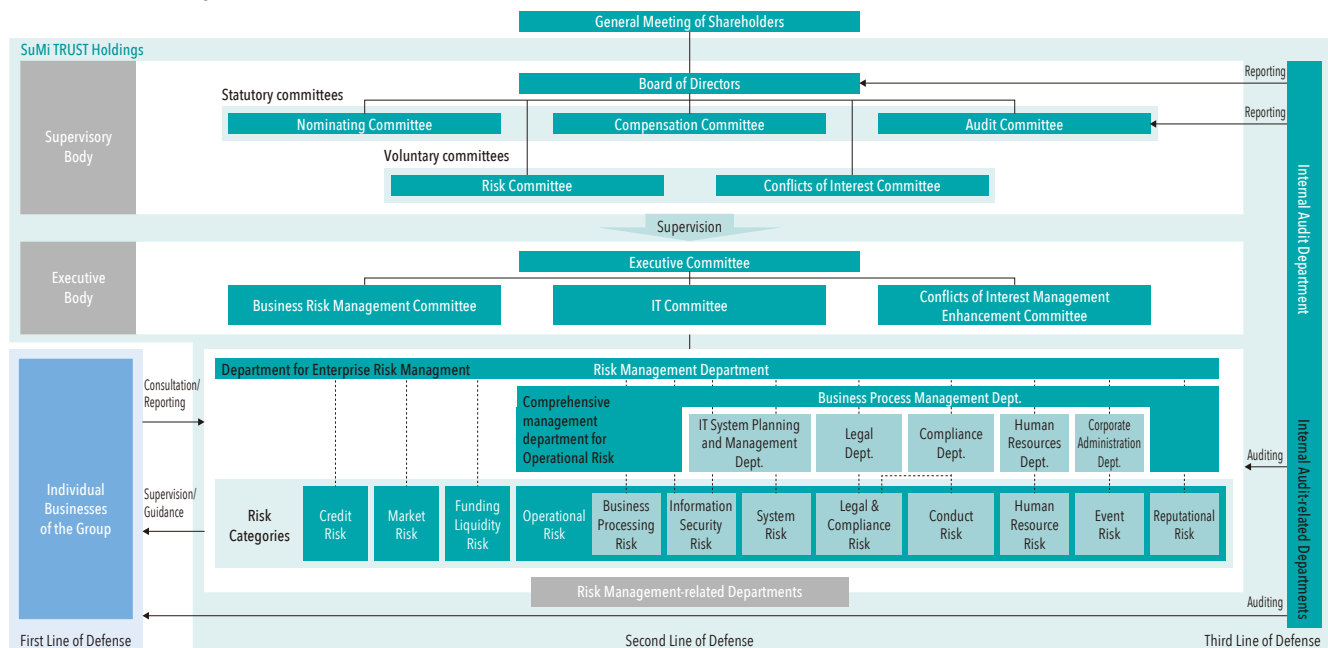 General Meeting of Shareholders
SuMi TRUST Holdings
Supervisory
Body
Board of Directors
Reporting
Statutory committees
Nominating Committee
Compensation Committee
Audit Committee
Reporting
Voluntary committees
Risk Committee
Conflicts of Interest Committee
Supervision
Executive
Body
Executive Committee
Business Risk Management Committee
IT Committee
Conflicts of Interest Management
Enhancement Committee
Internal Audit Department
Individual
Businesses
of the Group
Consultation/
Reporting
Supervision/
Guidance
Department for Enterprise Risk Managment
Risk Management Department
Comprehensive
management
department for
Operational Risk
Business Process Management Dept.
IT System Planning
and Management
Dept.
Legal
Dept.
Compliance
Dept.
Human
Resources
Dept.
Corporate
Administration
Dept.
Risk
Categories
Credit
Risk
Market
Risk
Funding
Liquidity
Risk
Operational
Risk
Business
Processing
Risk
Information
Security
Risk
System
Risk
Legal &
Compliance
Risk
Conduct
Risk
Human
Resource
Risk
Event
Risk
Reputational
Risk
Auditing
Internal Audit-related Departments
Risk Management-related Departments
Auditing
First Line of Defense
Second Line of Defense
Third Line of Defense